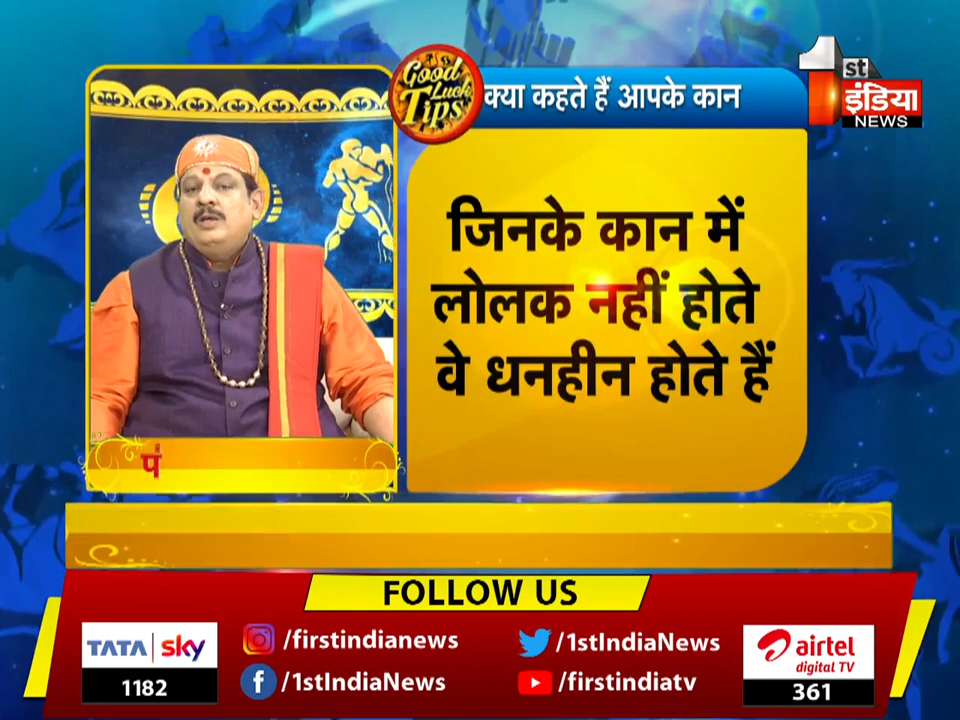 Good
Luck
Tips
क्या कहते हैं आपके कान
1st
इंडिया
NEWS
जिनके कान में
लोलक नहीं होते
वे धनहीन होते हैं
पं
FOLLOW US
TATA sky
1182
/firstindianews
/1stIndiaNews
/1stIndiaNews
/firstindiatv
airtel
digital TV
361